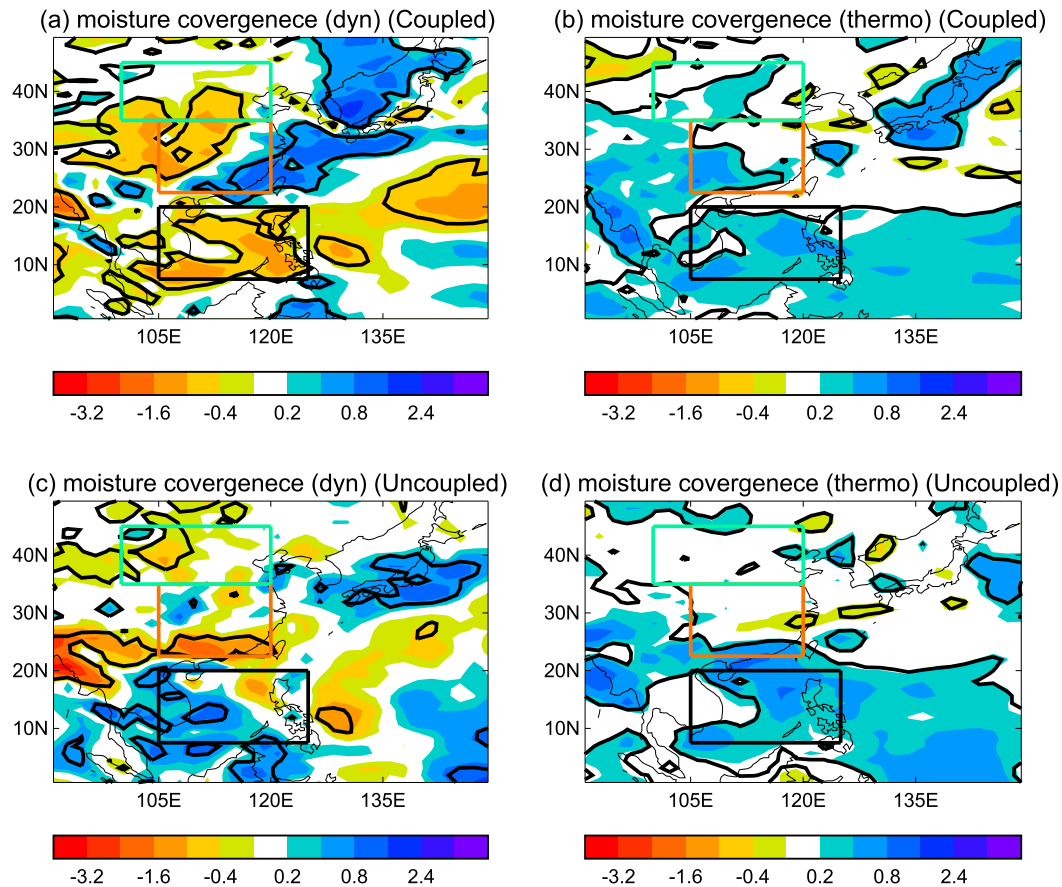 (a) moisture covergenece (dyn) (Coupled)
(b) moisture covergenece (thermo) (Coupled)
40N
30N
20N
10N
105E 120E 135E
40N
30N
20N
10N
105E 120E 135E
-3.2 -1.6 -0.4 0.2 0.8 2.4
-3.2 -1.6 -0.4 0.2 0.8 2.4
(c) moisture covergenece (dyn) (Uncoupled)
(d) moisture covergenece (thermo) (Uncoupled)
40N
30N
20N
10N
105E 120E 135E
40N
30N
20N
10N
105E 120E 135E
-3.2 -1.6 -0.4 0.2 0.8 2.4
-3.2 -1.6 -0.4 0.2 0.8 2.4